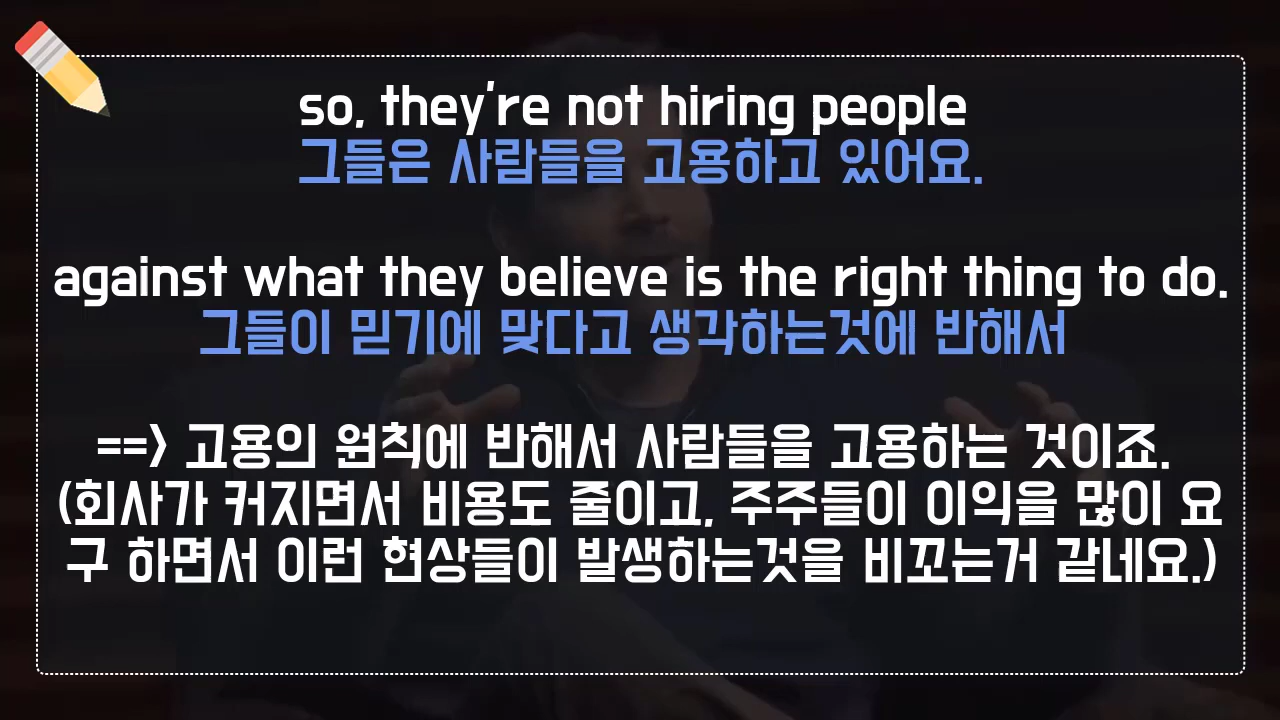 so, they're not hiring people
그들은 사람들을 고용하고 있어요.
against what they believe is the right thing to do.
그들이 믿기에 맞다고 생각하는것에 반해서
==> 고용의 원칙에 반해서 사람들을 고용하는 것이죠.
(회사가 커지면서 비용도 줄이고, 주주들이 이익을 많이 요
구 하면서 이런 현상들이 발생하는것을 비꼬는거 같네요.)